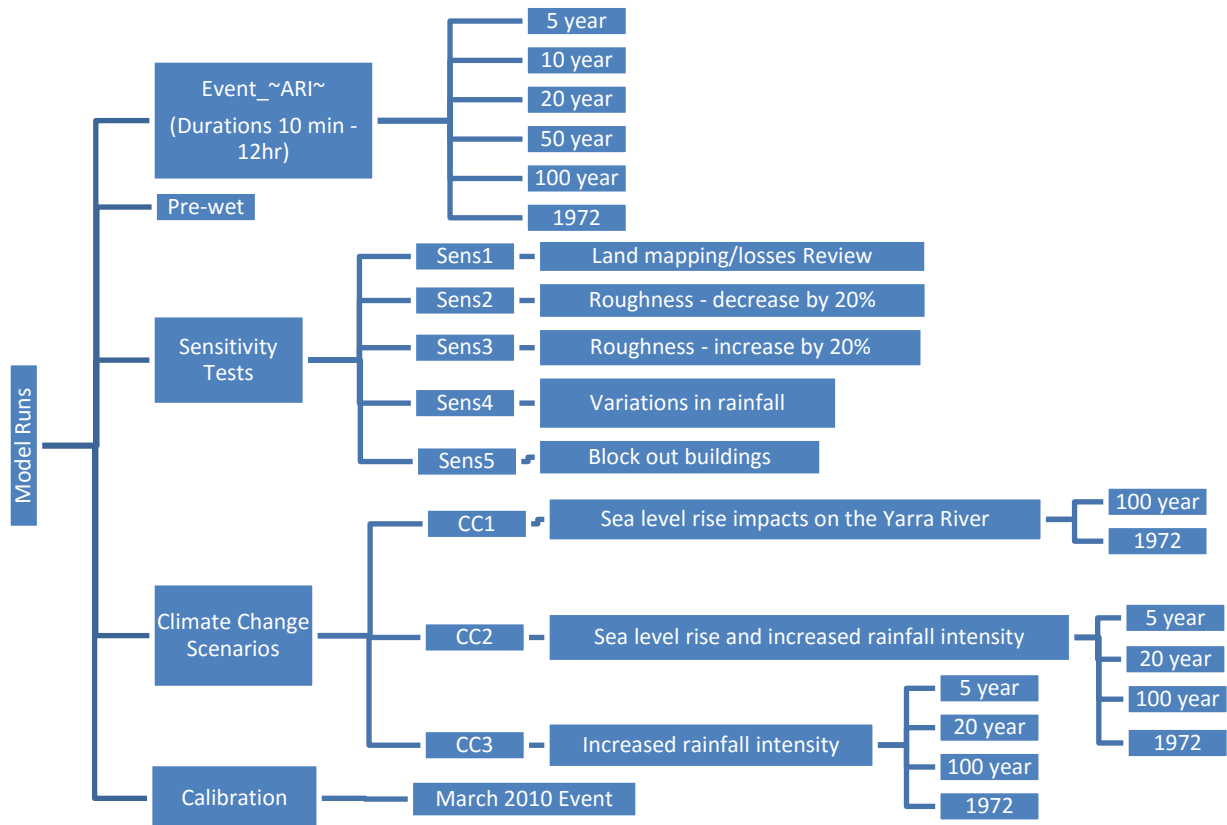 Model Runs
Event_~ARI~
(Durations 10 min -
12hr)
5 year
10 year
20 year
50 year
100 year
1972
Pre-wet
Sensitivity
Tests
Sens1
Land mapping/losses Review
Sens2
Roughness - decrease by 20%
Sens3
Roughness - increase by 20%
Sens4
Variations in rainfall
Sens5
Block out buildings
Climate Change
Scenarios
CC1
Sea level rise impacts on the Yarra River
100 year
1972
CC2
Sea level rise and increased rainfall intensity
5 year
20 year
100 year
1972
CC3
Increased rainfall intensity
5 year
20 year
100 year
1972
Calibration
March 2010 Event